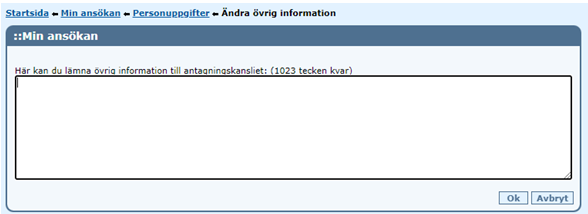 Startsida ⬅ Min ansökan ⬅ Personuppgifter ⬅ Ändra övrig information
::Min ansökan
Här kan du lämna övrig information till antagningskansliet: (1023 tecken kvar)
Ok Avbryt